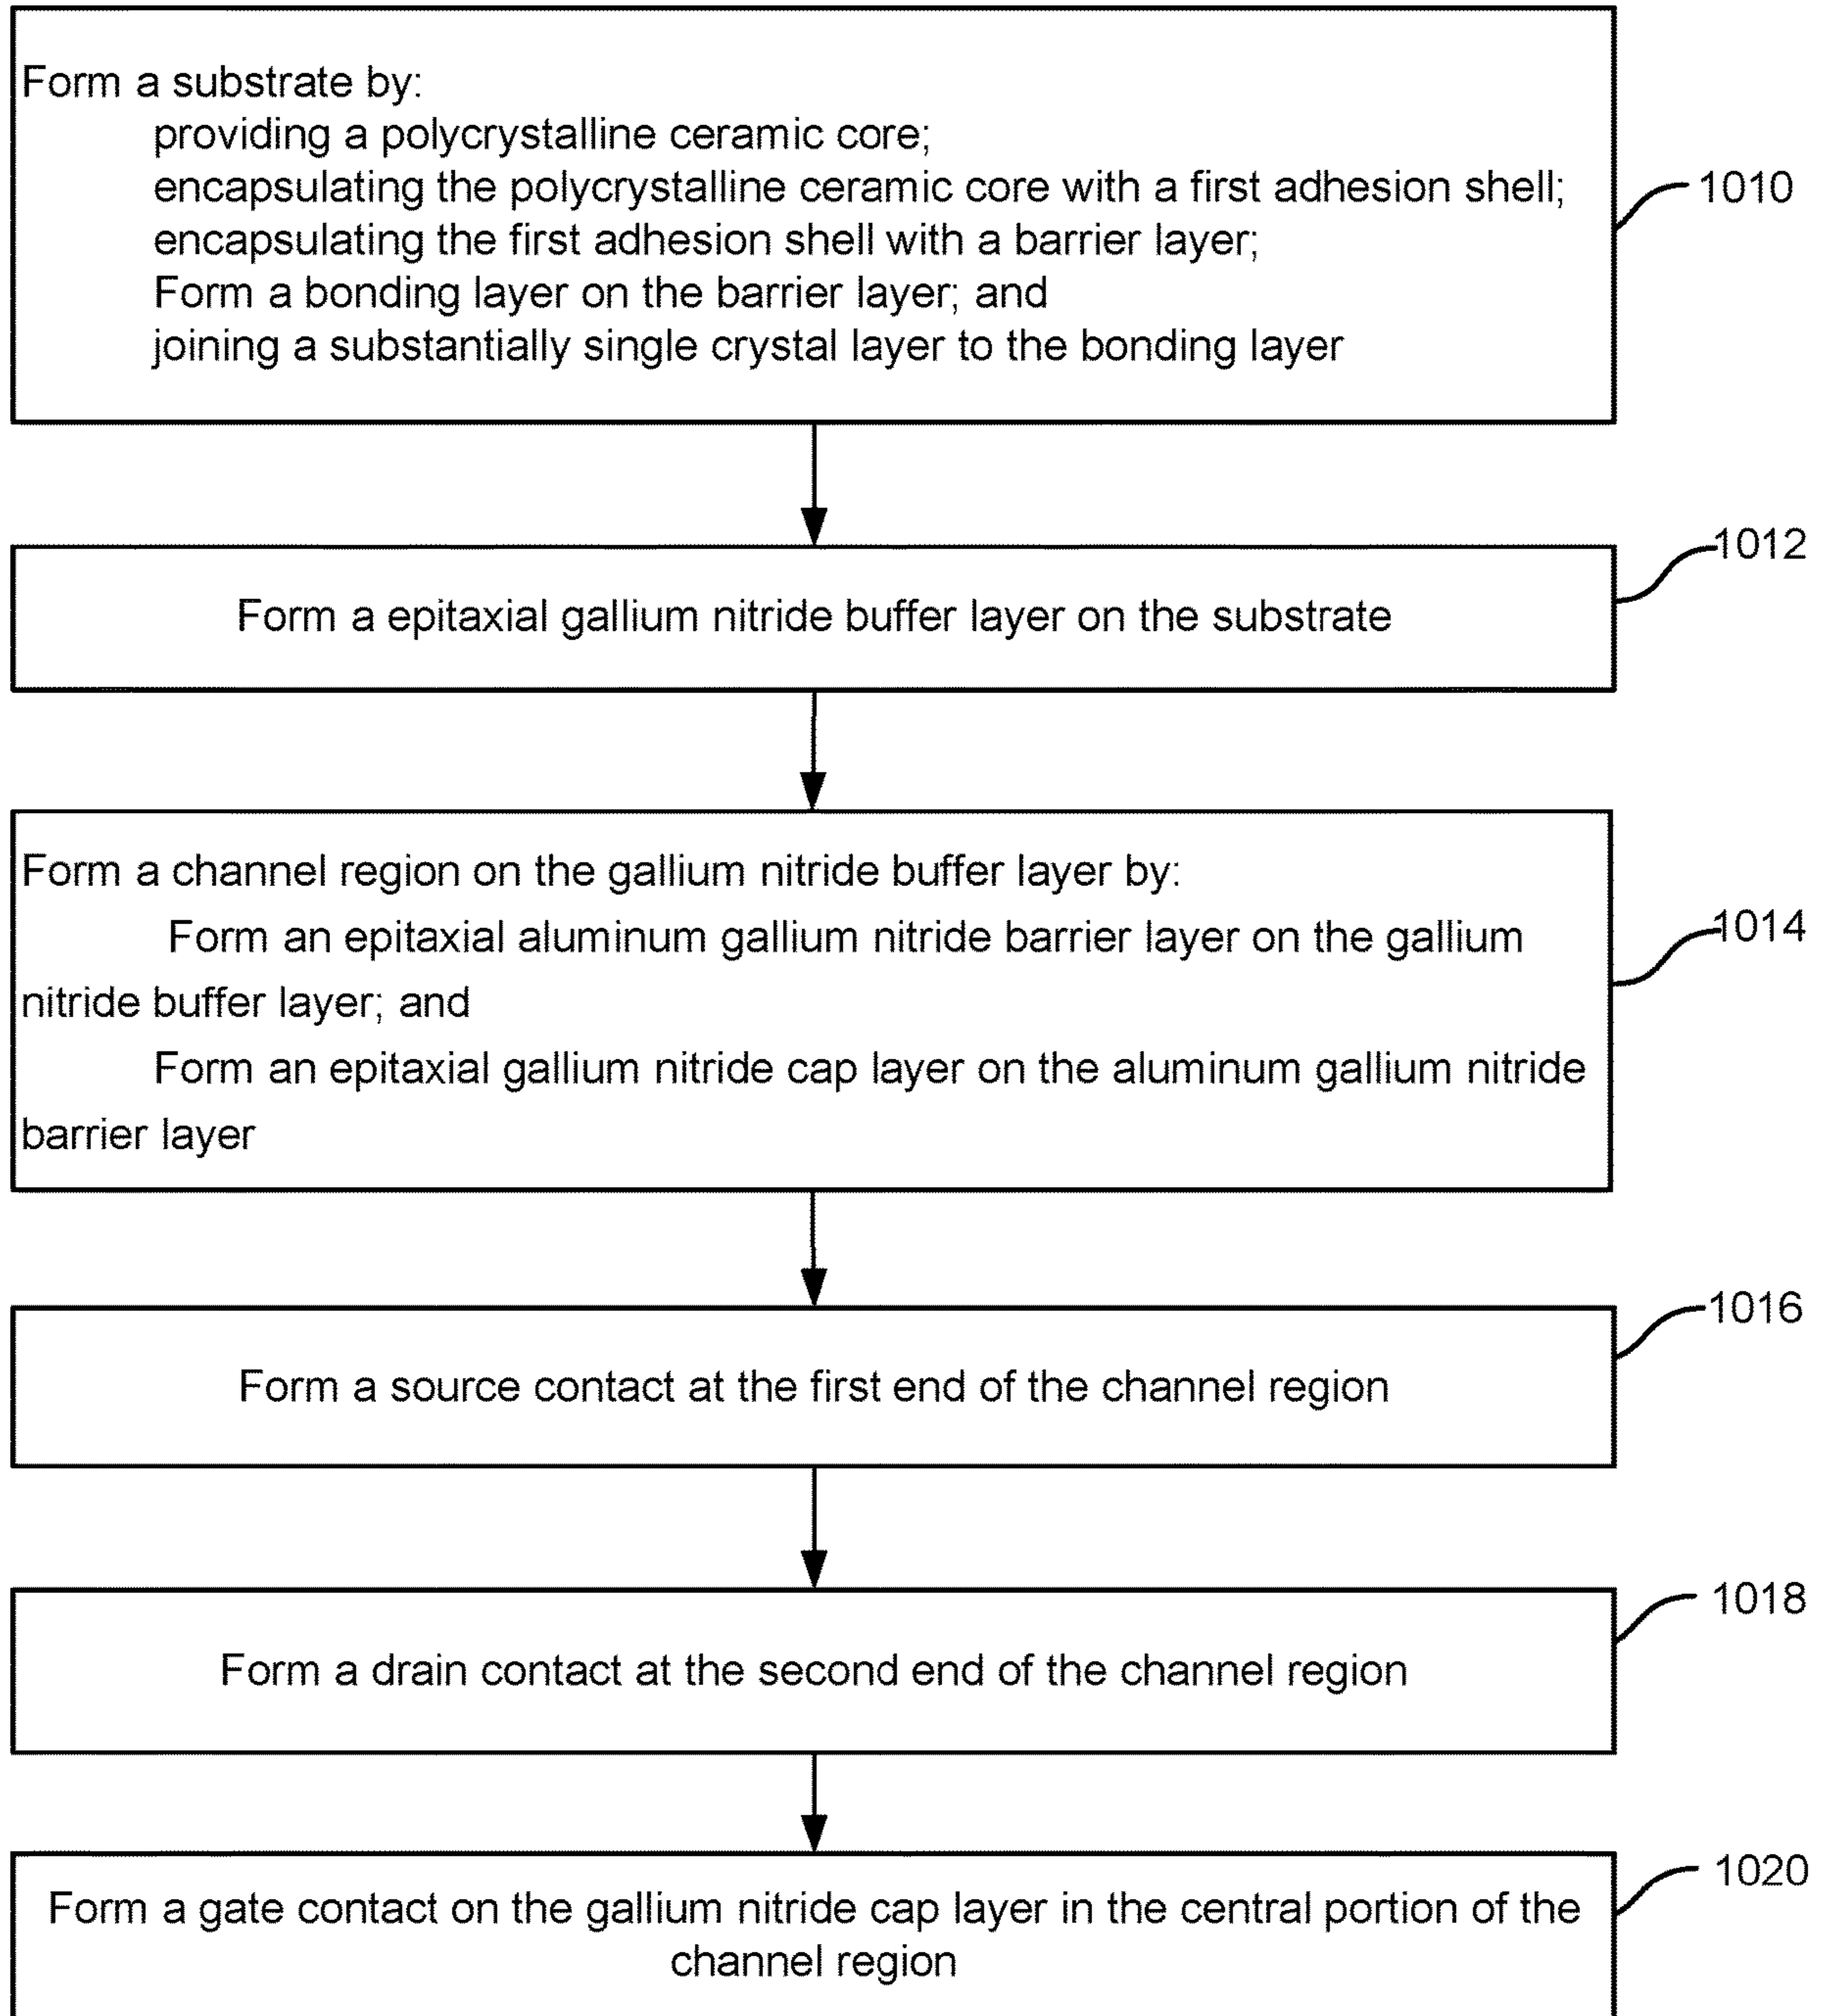 Form a substrate by:
providing a polycrystalline ceramic core;
encapsulating the polycrystalline ceramic core with a first adhesion shell;
encapsulating the first adhesion shell with a barrier layer;
Form a bonding layer on the barrier layer; and
joining a substantially single crystal layer to the bonding layer
1010
1012
Form a epitaxial gallium nitride buffer layer on the substrate
Form a channel region on the gallium nitride buffer layer by:
Form an epitaxial aluminum gallium nitride barrier layer on the gallium
nitride buffer layer; and
Form an epitaxial gallium nitride cap layer on the aluminum gallium nitride
barrier layer
1014
1016
Form a source contact at the first end of the channel region
1018
Form a drain contact at the second end of the channel region
1020
Form a gate contact on the gallium nitride cap layer in the central portion of the
channel region